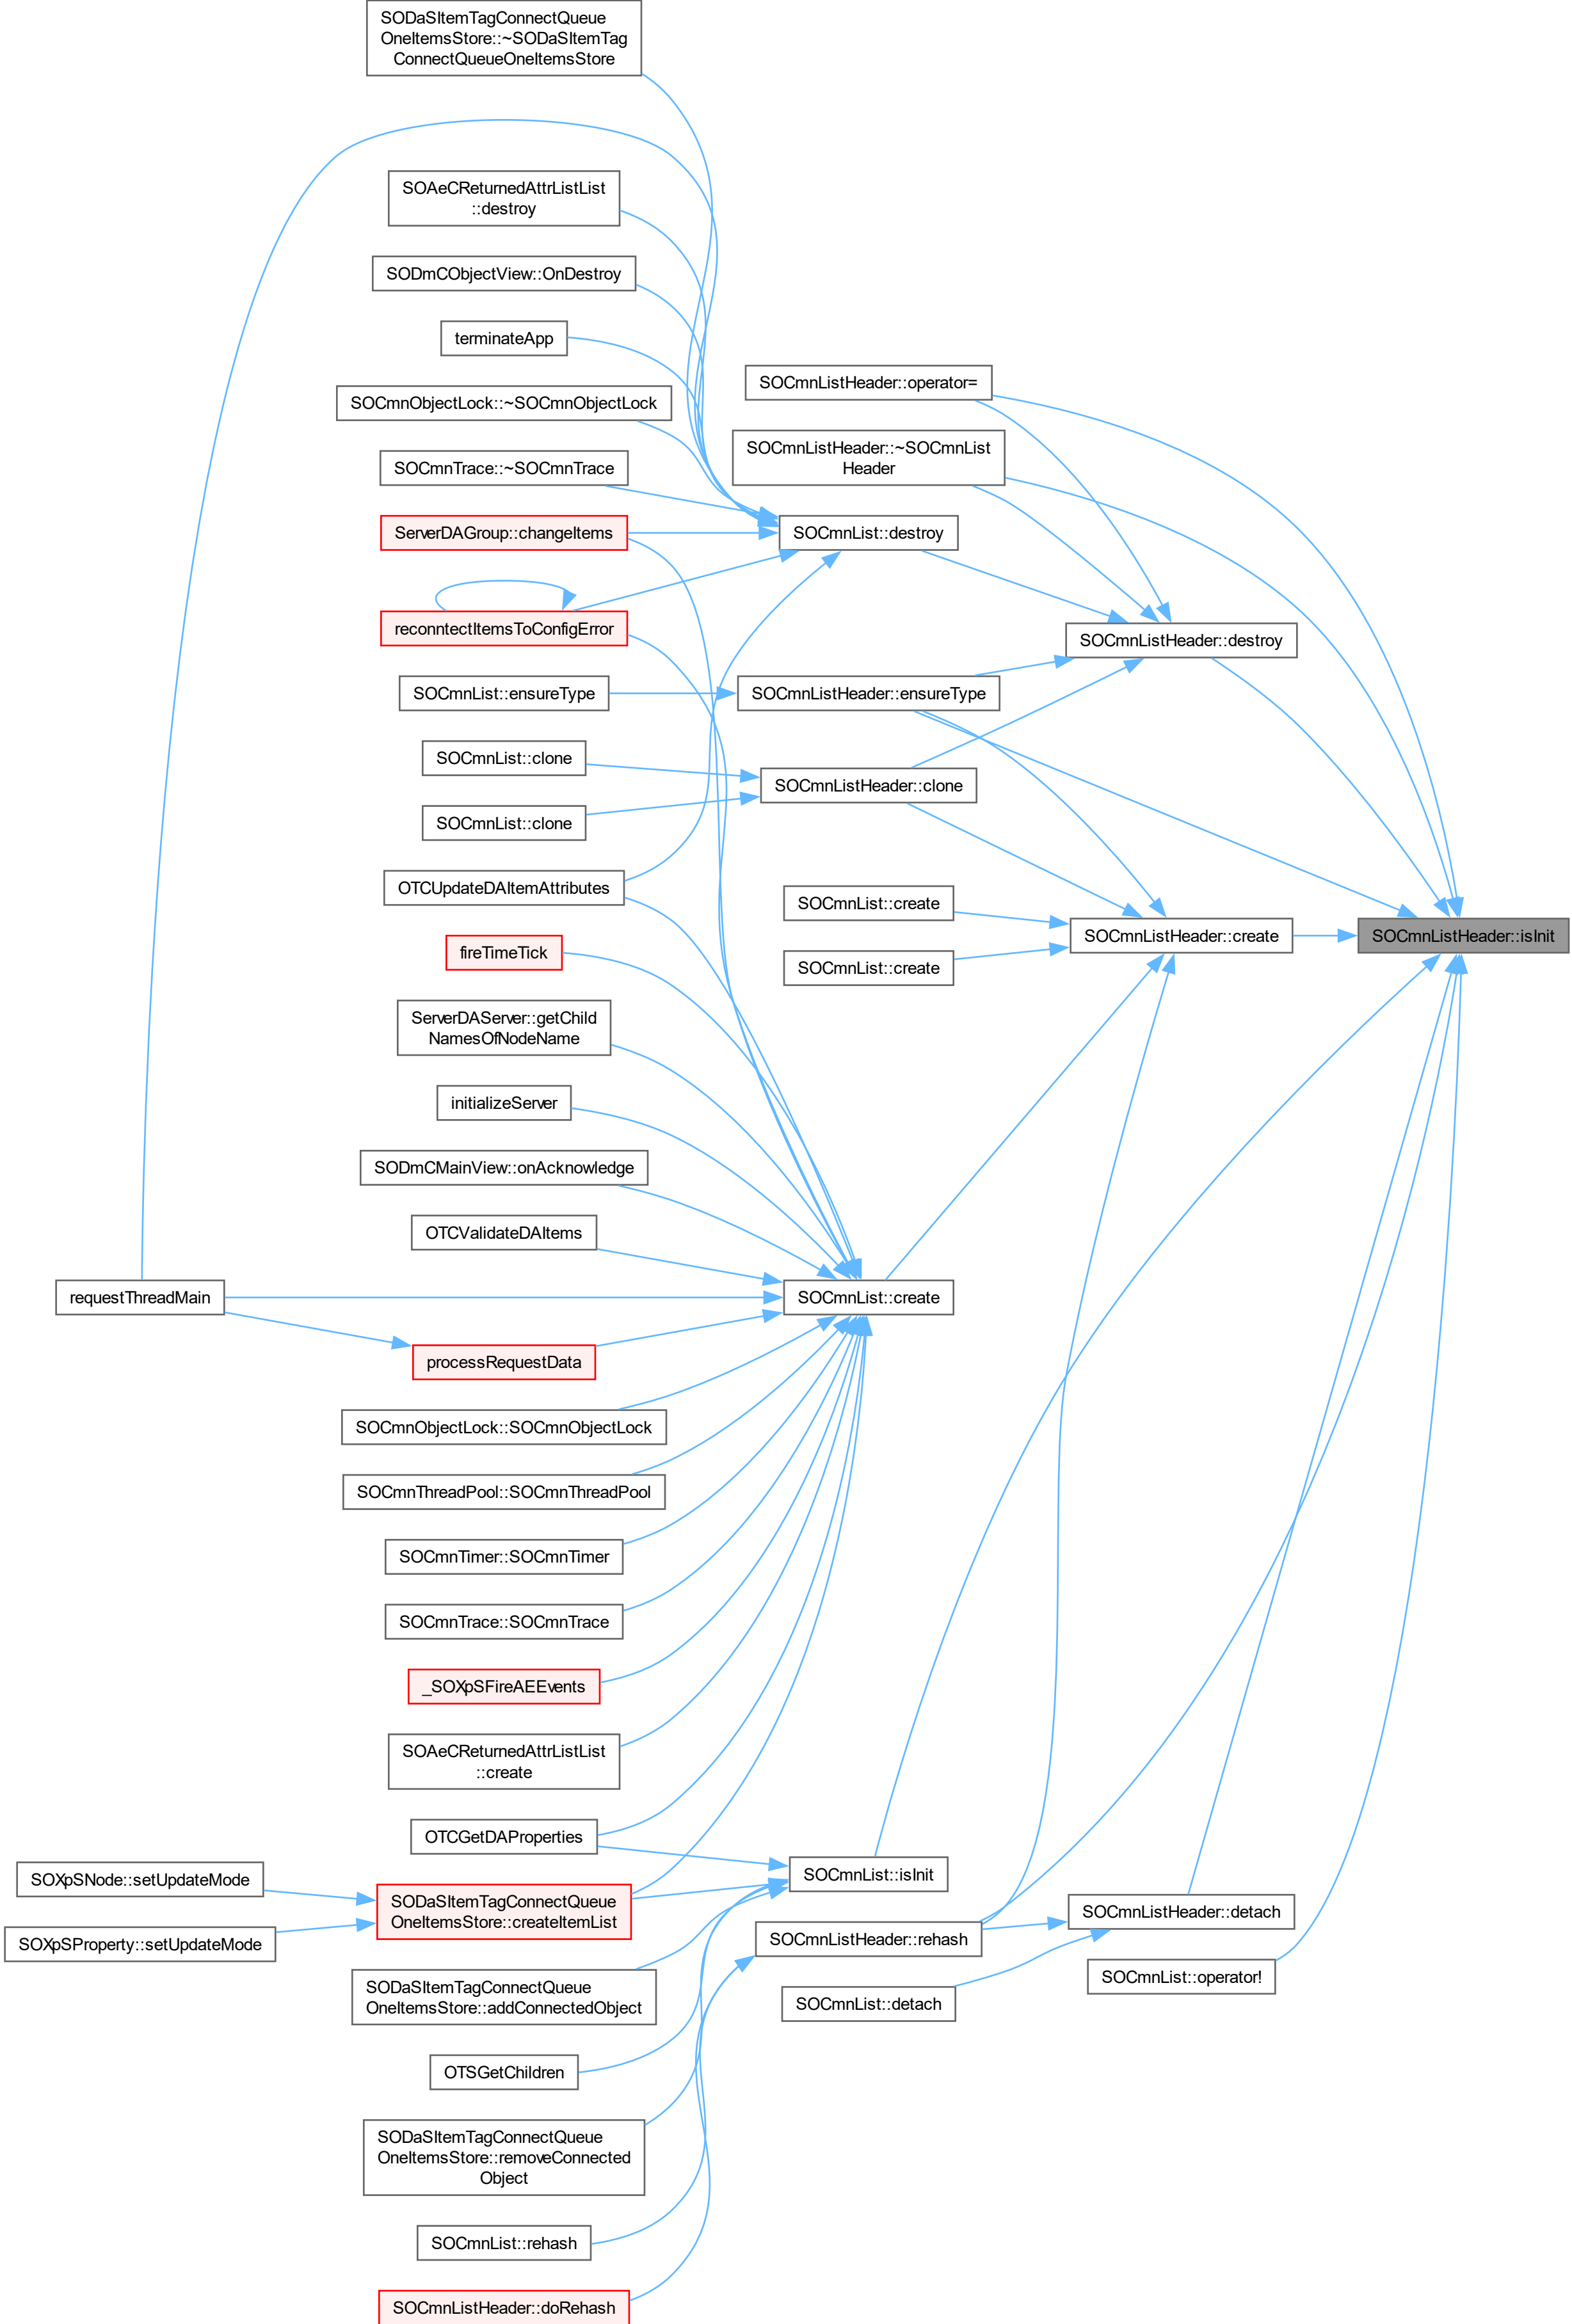 SODaSItemTagConnectQueue
OneItemsStore::~SODaSItemTag
ConnectQueueOneItemsStore
SOAeCReturnedAttrListList
::destroy
SODmCObjectView::OnDestroy
terminateApp
SOCmnObjectLock::~SOCmnObjectLock
SOCmnTrace::~SOCmnTrace
ServerDAGroup::changeItems
reconntectItemsToConfigError
SOCmnList::ensureType
SOCmnList::clone
SOCmnList::clone
OTCUpdateDAItemAttributes
fireTimeTick
ServerDAServer::getChild
NamesOfNodeName
initializeServer
SODmCMainView::onAcknowledge
OTCValidateDAItems
requestThreadMain
processRequestData
SOCmnObjectLock::SOCmnObjectLock
SOCmnThreadPool::SOCmnThreadPool
SOCmnTimer::SOCmnTimer
SOCmnTrace::SOCmnTrace
_SOXpSFireAEEvents
SOAeCReturnedAttrListList
::create
OTCGetDAProperties
SOXpSNode::setUpdateMode
SOXpSProperty::setUpdateMode
SODaSItemTagConnectQueue
OneItemsStore::createItemList
SODaSItemTagConnectQueue
OneItemsStore::addConnectedObject
OTSGetChildren
SODaSItemTagConnectQueue
OneItemsStore::removeConnected
Object
SOCmnList::rehash
SOCmnListHeader::doRehash
SOCmnListHeader::operator=
SOCmnListHeader::~SOCmnList
Header
SOCmnList::destroy
SOCmnListHeader::ensureType
SOCmnListHeader::clone
SOCmnList::create
SOCmnList::create
SOCmnList::create
SOCmnList::isInit
SOCmnListHeader::rehash
SOCmnList::detach
SOCmnListHeader::destroy
SOCmnListHeader::create
SOCmnListHeader::detach
SOCmnList::operator!
SOCmnListHeader::isInit